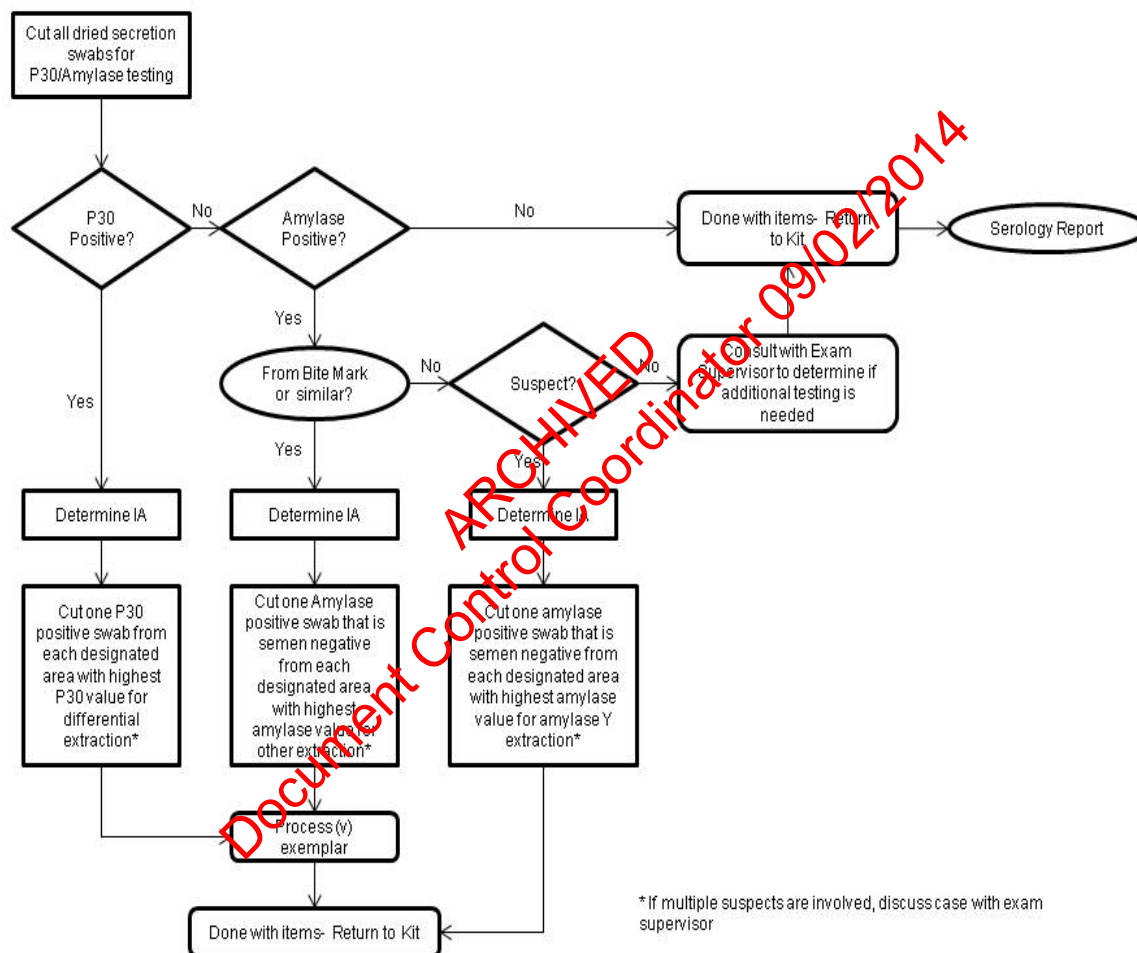 Cut all dried secretion
swabs for
P30/Amylase testing
P30
Positive?
No
Amylase
Positive?
No
Done with items- Return
to Kit
Serology Report
Yes
Yes
From Bite Mark
or similar?
No
Suspect?
No
Consult with Exam
Supervisor to determine if
additional testing is
needed
Yes
Yes
Determine IA
Determine IA
Determine IA
Cut one P30
positive swab from
each designated
area with highest
P30 value for
differential
extraction*
Cut one Amylase
positive swab that is
semen negative
from each
designated area
with highest
amylase value for
other extraction*
Cut one amylase
positive swab that is
semen negative from
each designated area
with highest amylase
value for amylase Y
extraction*
Process (v)
exemplar
Done with items- Return to Kit
* If multiple suspects are involved, discuss case with exam
supervisor
ARCHIVED
Document Control Coordinator 09/02/2014